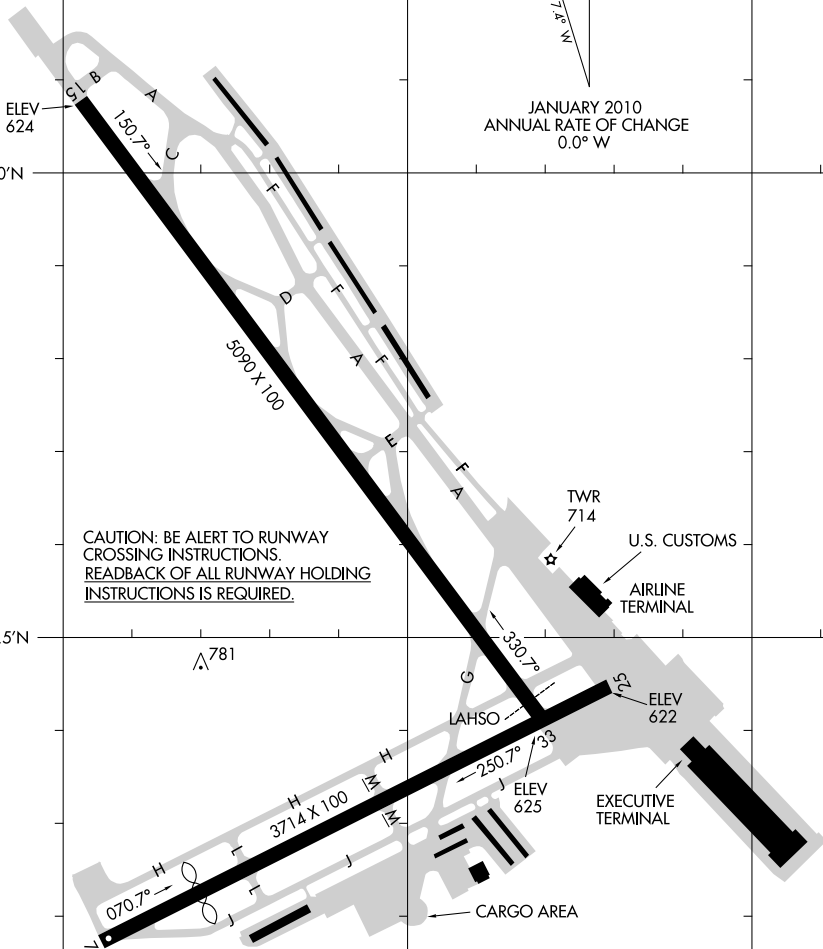 7.4° W
JANUARY 2010
ANNUAL RATE OF CHANGE
0.0° W
15
B
A
ELEV
624
150.7°
C
0'N
F
D
F
A
F
5090 X 100
E
F
A
TWR
714
U.S. CUSTOMS
AIRLINE
TERMINAL
CAUTION: BE ALERT TO RUNWAY
CROSSING INSTRUCTIONS.
READBACK OF ALL RUNWAY HOLDING
INSTRUCTIONS IS REQUIRED.
.5'N
781
330.7°
G
25
ELEV
622
LAHSO
33
H
250.7°
M
J
ELEV
625
EXECUTIVE
TERMINAL
H
3714 X 100
M
H
L
J
L
070.7°
J
CARGO AREA
7